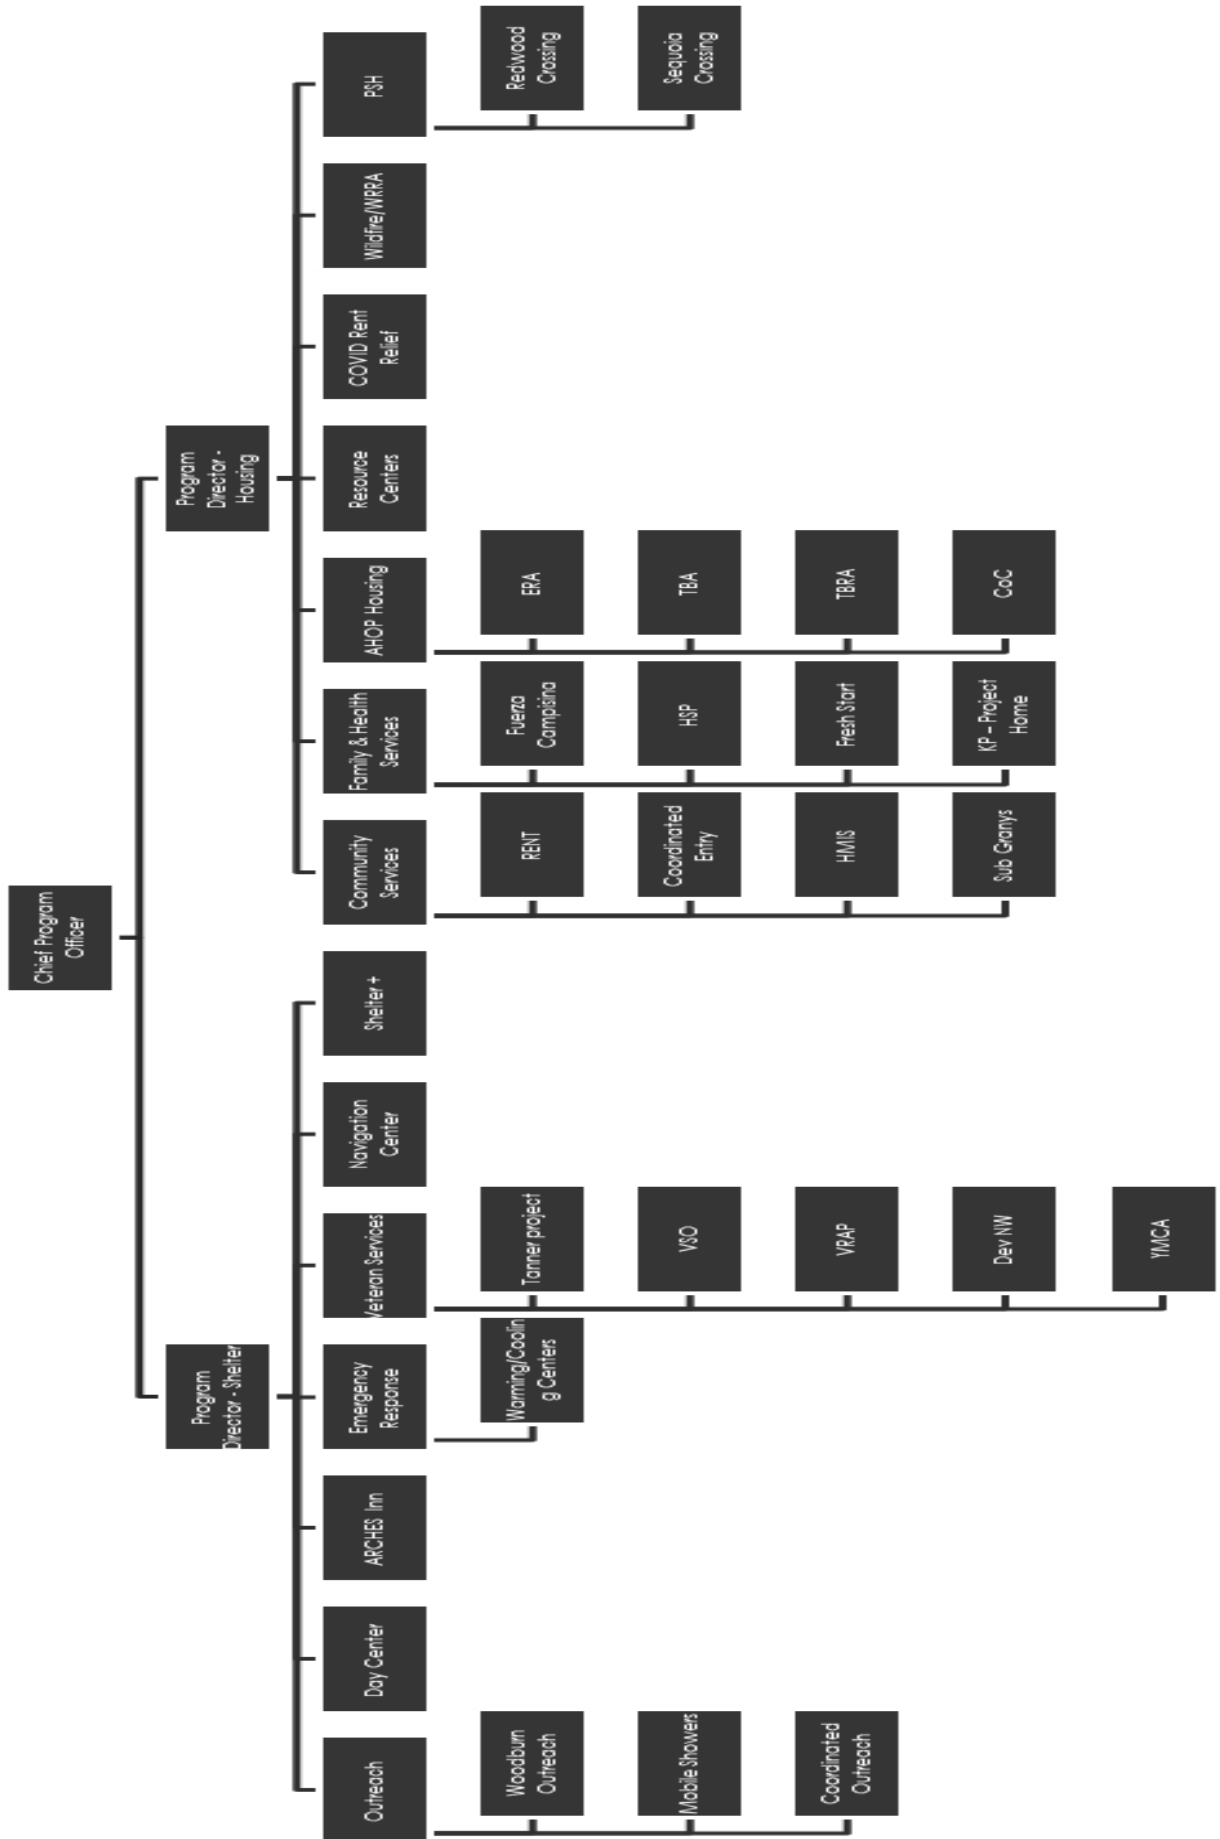 Chief Program
Officer
Program
Director - Shelter
Program
Director -
Housing
Outreach
Day Center
ARCHES Inn
Emergency
Response
Veteran Services
Navigation
Center
Shelter +
Community
Services
Family & Health
Services
AHOP Housing
Resource
Centers
COVID Rent
Relief
Wildfire/WRRA
PSH
Woodburn
Outreach
Mobile Showers
Coordinated
Outreach
Warming/Coolin
g Centers
Tanner project
VSO
VRAP
Dev NW
YMCA
RENT
Coordinated
Entry
HMIS
Sub Granys
Fuerza
Campisina
HSP
Fresh Start
KP – Project
Home
ERA
TBA
TBRA
CoC
Redwood
Crossing
Sequoia
Crossing